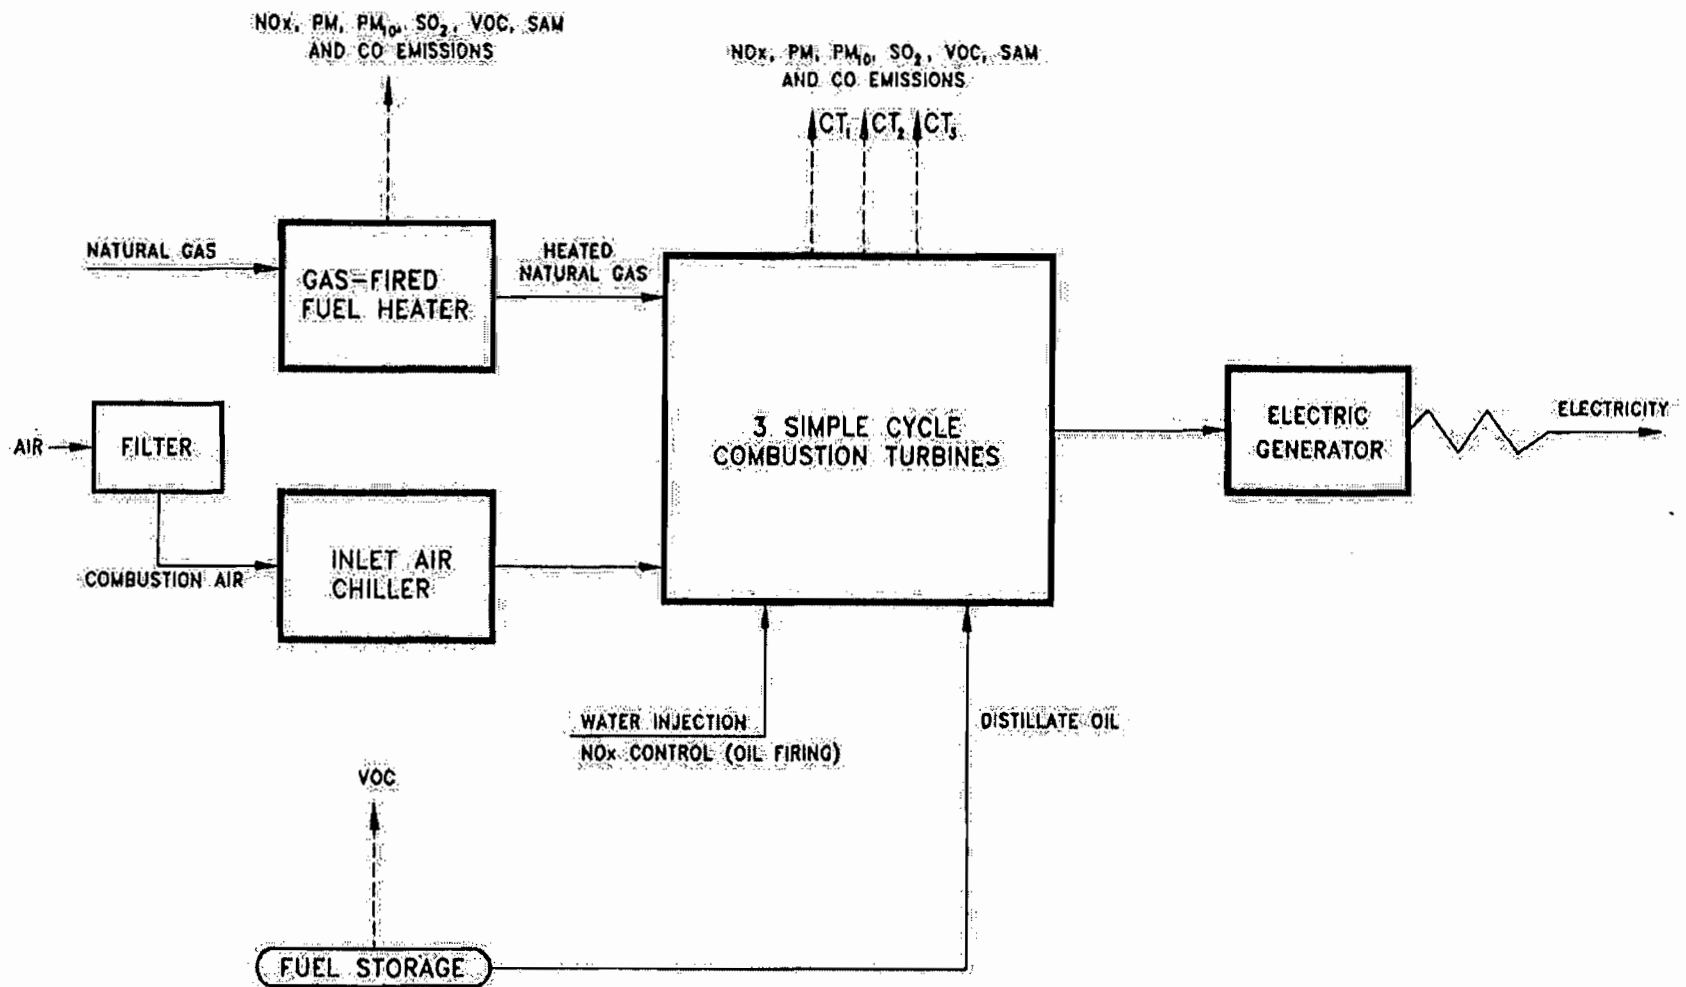 NOx, PM, PM10, SO2, VOC, SAM
AND CO EMISSIONS
NOx, PM, PM10, SO2, VOC, SAM
AND CO EMISSIONS
CT1 CT2 CT3
NATURAL GAS
GAS-FIRED
FUEL HEATER
HEATED
NATURAL GAS
AIR
FILTER
COMBUSTION AIR
INLET AIR
CHILLER
3 SIMPLE CYCLE
COMBUSTION TURBINES
ELECTRIC
GENERATOR
ELECTRICITY
WATER INJECTION
NOx CONTROL (OIL FIRING)
DISTILLATE OIL
VOC
FUEL STORAGE